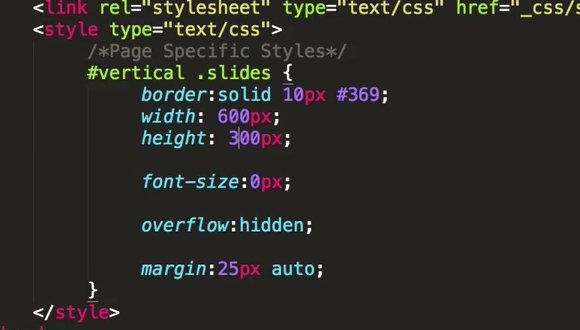 <link rel="stylesheet" type="text/css" href="_css/s
<style type="text/css">
/*Page Specific Styles*/
#vertical .slides {
border:solid 10px #369;
width: 600px;
height: 300px;
font-size:0px;
overflow:hidden;
margin:25px auto;
}
</style>